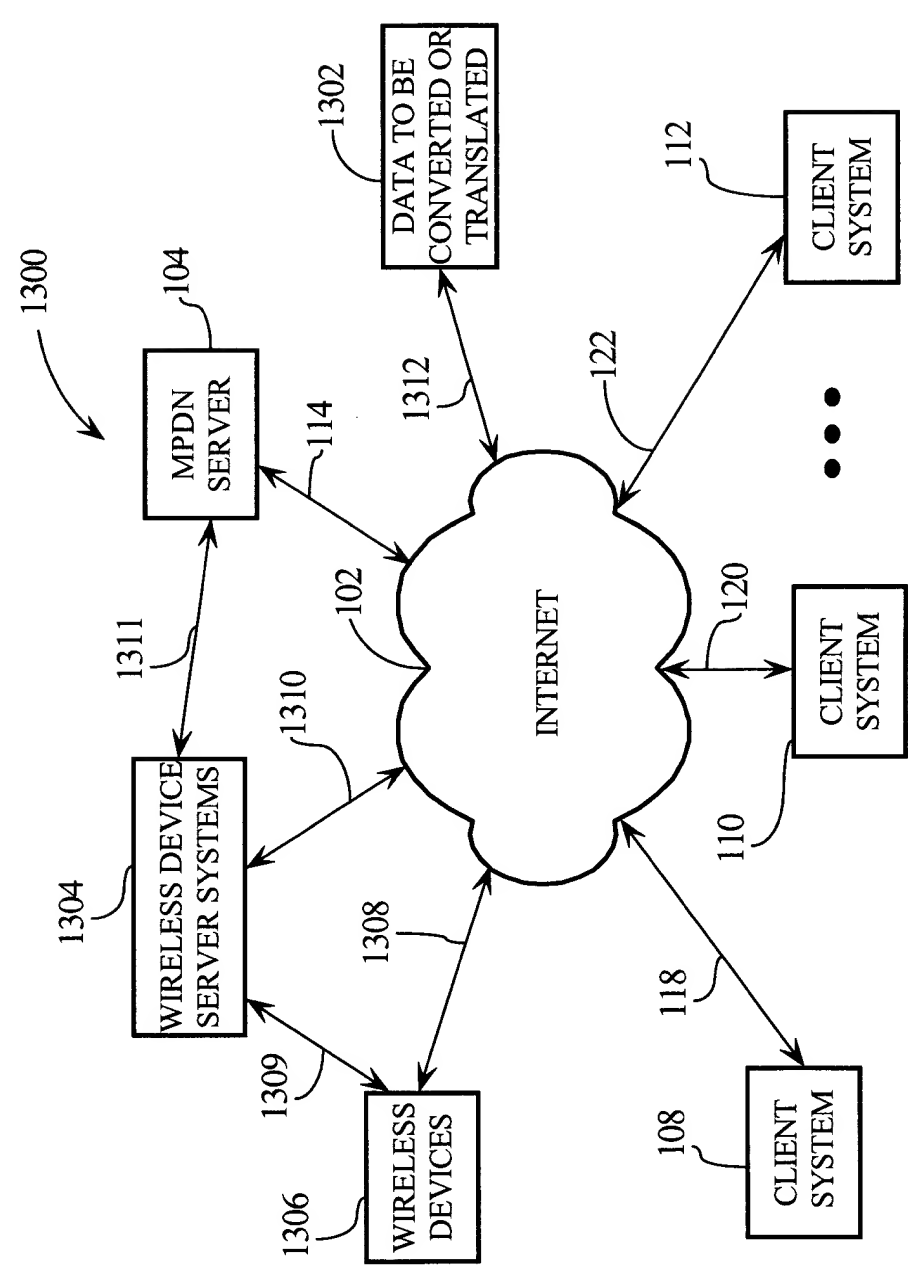 1300
1304
WIRELESS DEVICE
SERVER SYSTEMS
1311
104
MPDN
SERVER
1309
1310
114
1302
DATA TO BE
CONVERTED OR
TRANSLATED
1306
WIRELESS
DEVICES
1308
102
1312
INTERNET
118
120
122
108
CLIENT
SYSTEM
110
CLIENT
SYSTEM
112
CLIENT
SYSTEM